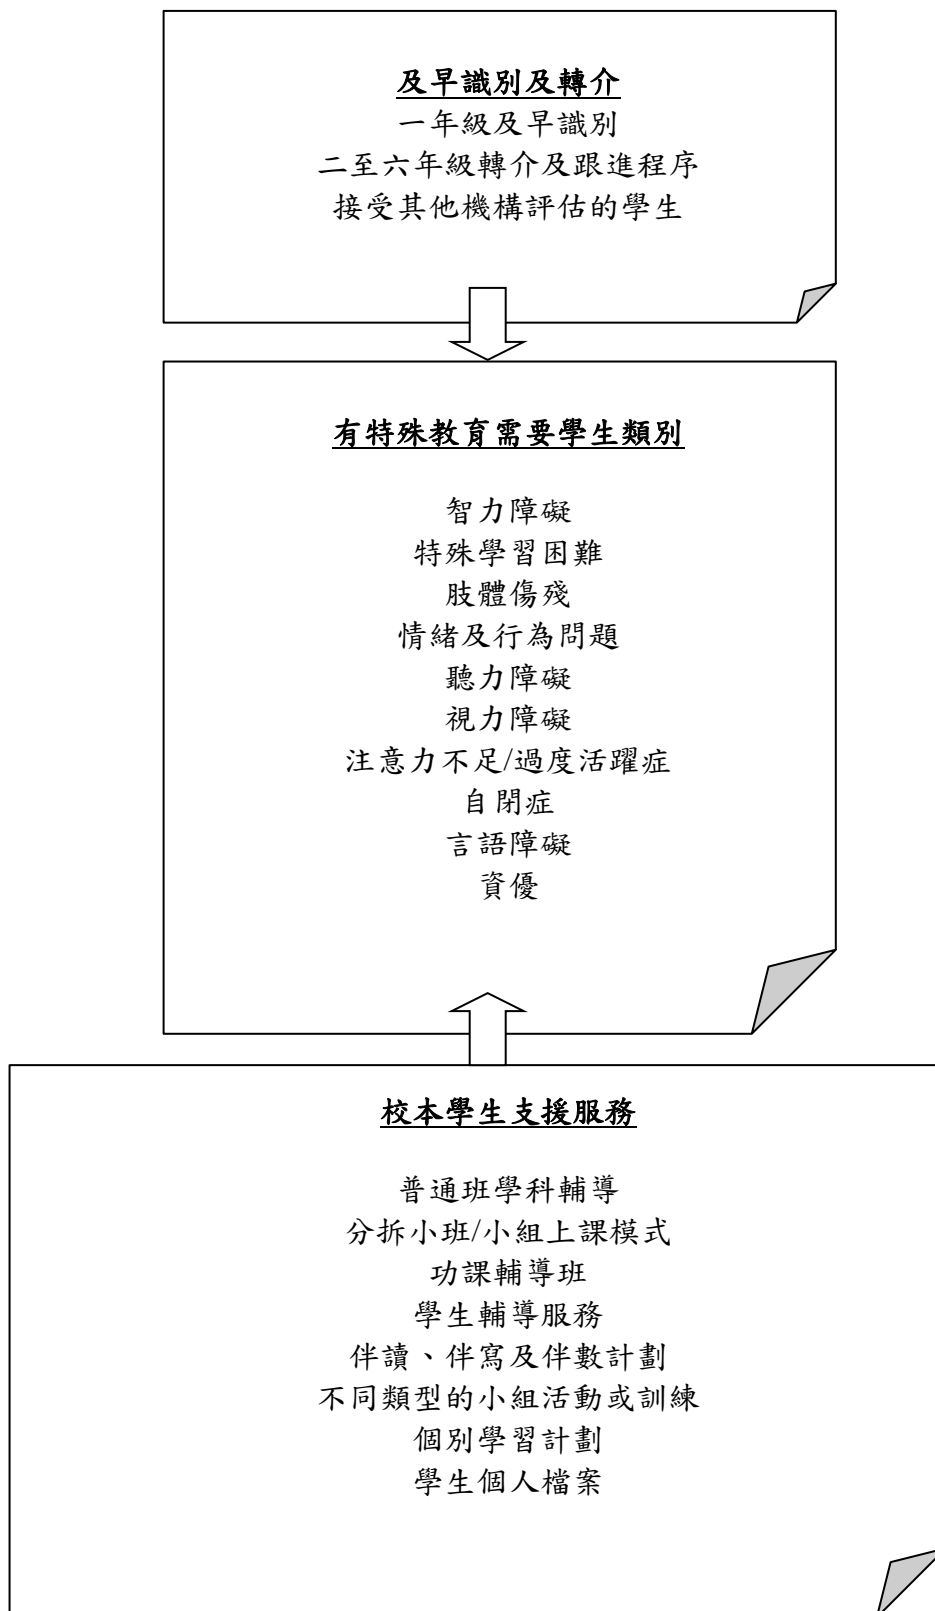 及早識別及轉介
一年級及早識別
二至六年級轉介及跟進程序
接受其他機構評估的學生
有特殊教育需要學生類別
智力障礙
特殊學習困難
肢體傷殘
情緒及行為問題
聽力障礙
視力障礙
注意力不足/過度活躍症
自閉症
言語障礙
資優
校本學生支援服務
普通班學科輔導
分拆小班/小組上課模式
功課輔導班
學生輔導服務
伴讀、伴寫及伴數計劃
不同類型的小組活動或訓練
個別學習計劃
學生個人檔案